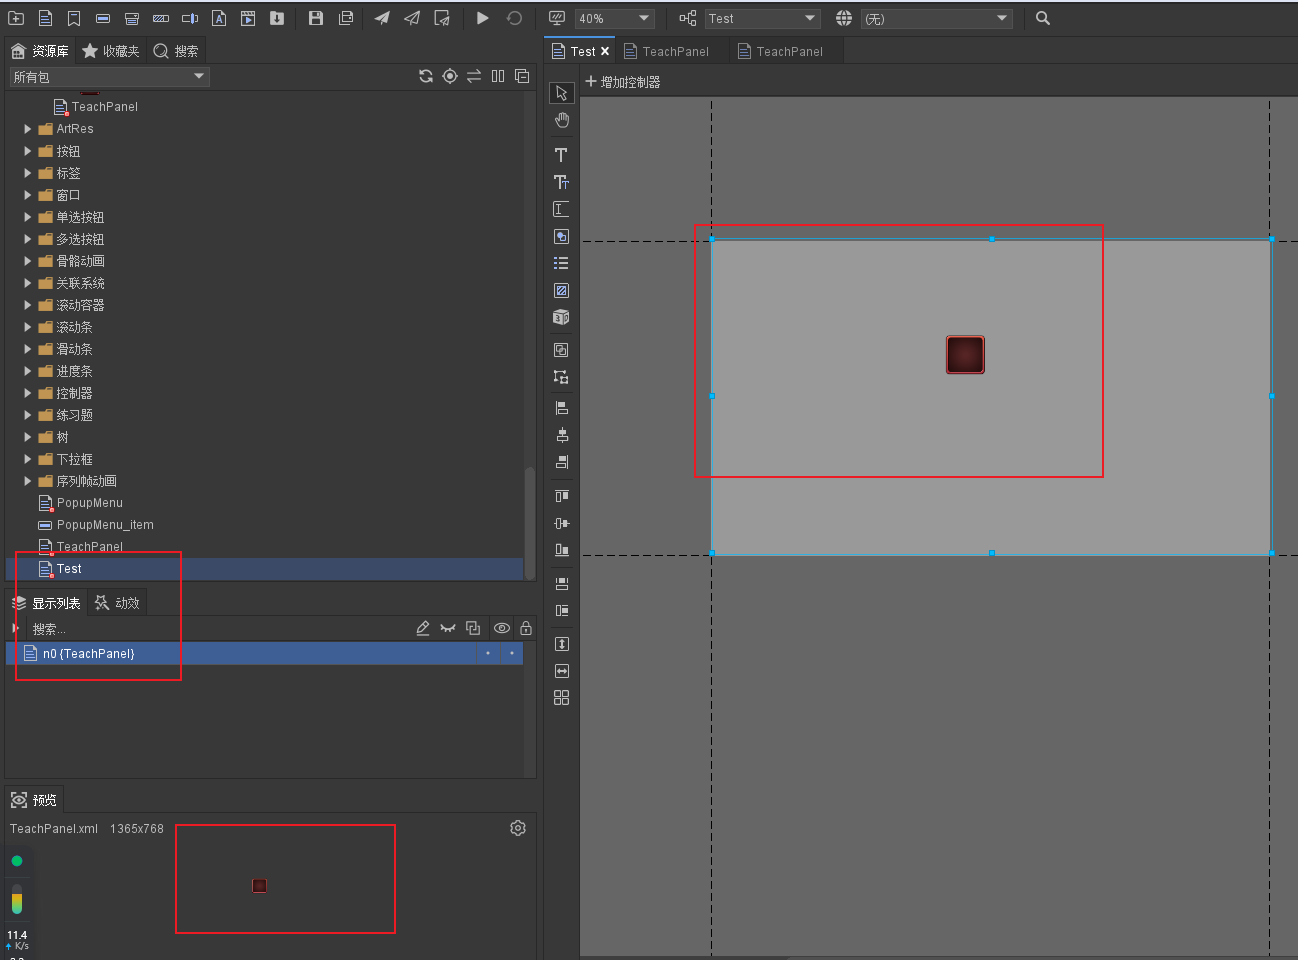 40%
Test
(无)
资源库
收藏夹
搜索
Test
TeachPanel
TeachPanel
所有包
增加控制器
TeachPanel
ArtRes
按钮
标签
窗口
单选按钮
多选按钮
骨骼动画
关联系统
滚动容器
滚动条
滑动条
进度条
控制器
练习题
树
下拉框
序列帧动画
PopupMenu
PopupMenu_item
TeachPanel
Test
显示列表
动效
搜索...
n0 {TeachPanel}
预览
TeachPanel.xml 1365x768
11.4
K/s